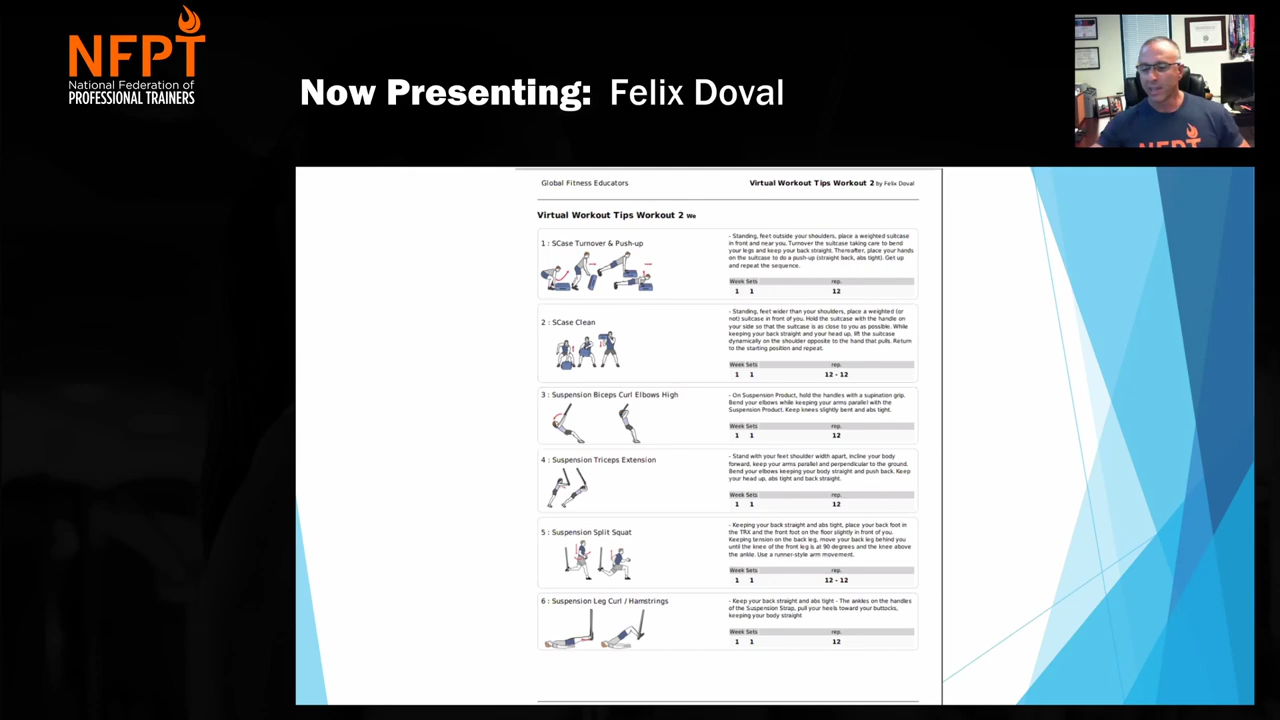 NFPT
National Federation of
PROFESSIONAL TRAINERS
Now Presenting: Felix Doval
NFPT
Global Fitness Educators
Virtual Workout Tips Workout 2 by Felix Doval
Virtual Workout Tips Workout 2 We
1 : SCase Turnover & Push-up
- Standing, feet outside your shoulders, place a weighted suitcase
in front and near you. Turnover the suitcase taking care to bend
your legs and keep your back straight. Thereafter, place your hands
on the suitcase to do a push-up (straight back, abs tight). Get up
and repeat the sequence.
Week Sets rep.
1 1 12
2 : SCase Clean
- Standing, feet wider than your shoulders, place a weighted (or
not) suitcase in front of you. Hold the suitcase with the handle on
your side so that the suitcase is as close to you as possible. While
keeping your back straight and your head up, lift the suitcase
dynamically on the shoulder opposite to the hand that pulls. Return
to the starting position and repeat.
Week Sets rep.
1 1 12 - 12
3 : Suspension Biceps Curl Elbows High
- On Suspension Product, hold the handles with a supination grip.
Bend your elbows while keeping your arms parallel with the
Suspension Product. Keep knees slightly bent and abs tight.
Week Sets rep.
1 1 12
4 : Suspension Triceps Extension
- Stand with your feet shoulder width apart, incline your body
forward, keep your arms parallel and perpendicular to the ground.
Bend your elbows keeping your body straight and push back. Keep
your head up, abs tight and back straight.
Week Sets rep.
1 1 12
5 : Suspension Split Squat
- Keeping your back straight and abs tight, place your back foot in
the TRX and the front foot on the floor slightly in front of you.
Keeping tension on the back leg, move your back leg behind you
until the knee of the front leg is at 90 degrees and the knee above
the ankle. Use a runner-style arm movement.
Week Sets rep.
1 1 12 - 12
6 : Suspension Leg Curl / Hamstrings
- Keep your back straight and abs tight - The ankles on the handles
of the Suspension Strap, pull your heels toward your buttocks,
keeping your body straight
Week Sets rep.
1 1 12